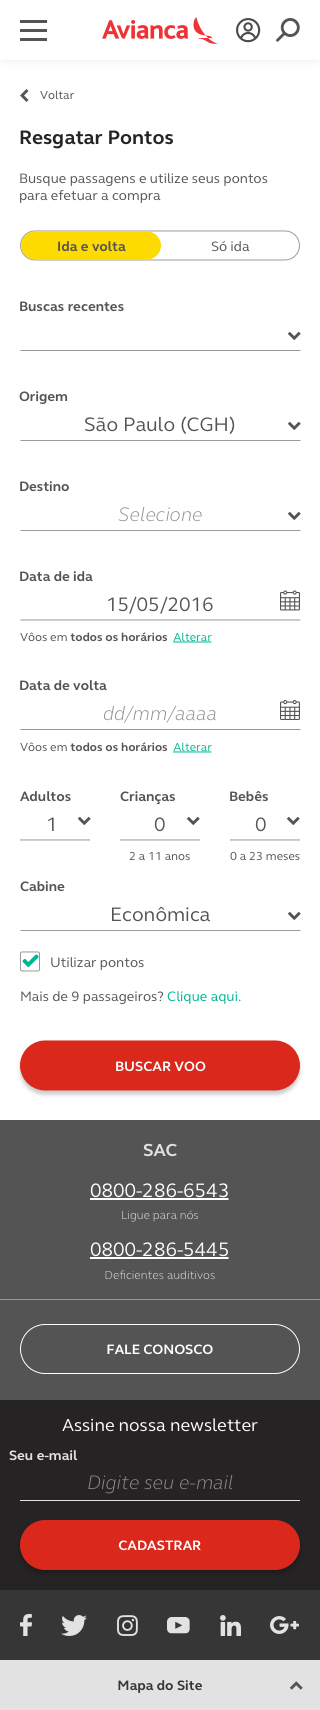 Avianca
Voltar
Resgatar Pontos
Busque passagens e utilize seus pontos
para efetuar a compra
Ida e volta Só ida
Buscas recentes
Origem
São Paulo (CGH)
Destino
Selecione
Data de ida
15/05/2016
Vôos em todos os horários Alterar
Data de volta
dd/mm/aaaa
Vôos em todos os horários Alterar
Adultos Crianças Bebês
1 0 0
2 a 11 anos 0 a 23 meses
Cabine
Econômica
Utilizar pontos
Mais de 9 passageiros? Clique aqui.
BUSCAR VOO
SAC
0800-286-6543
Ligue para nós
0800-286-5445
Deficientes auditivos
FALE CONOSCO
Assine nossa newsletter
Seu e-mail
Digite seu e-mail
CADASTRAR
Mapa do Site